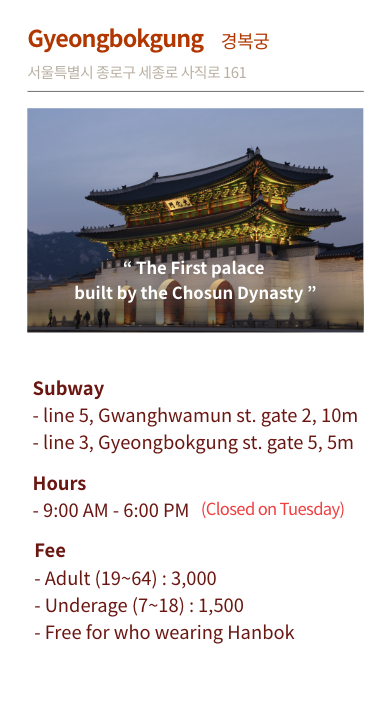 Gyeongbokgung 경복궁
서울특별시 종로구 세종로 사직로 161
“ The First palace
built by the Chosun Dynasty ”
Subway
- line 5, Gwanghwamun st. gate 2, 10m
- line 3, Gyeongbokgung st. gate 5, 5m
Hours
- 9:00 AM - 6:00 PM (Closed on Tuesday)
Fee
- Adult (19~64) : 3,000
- Underage (7~18) : 1,500
- Free for who wearing Hanbok